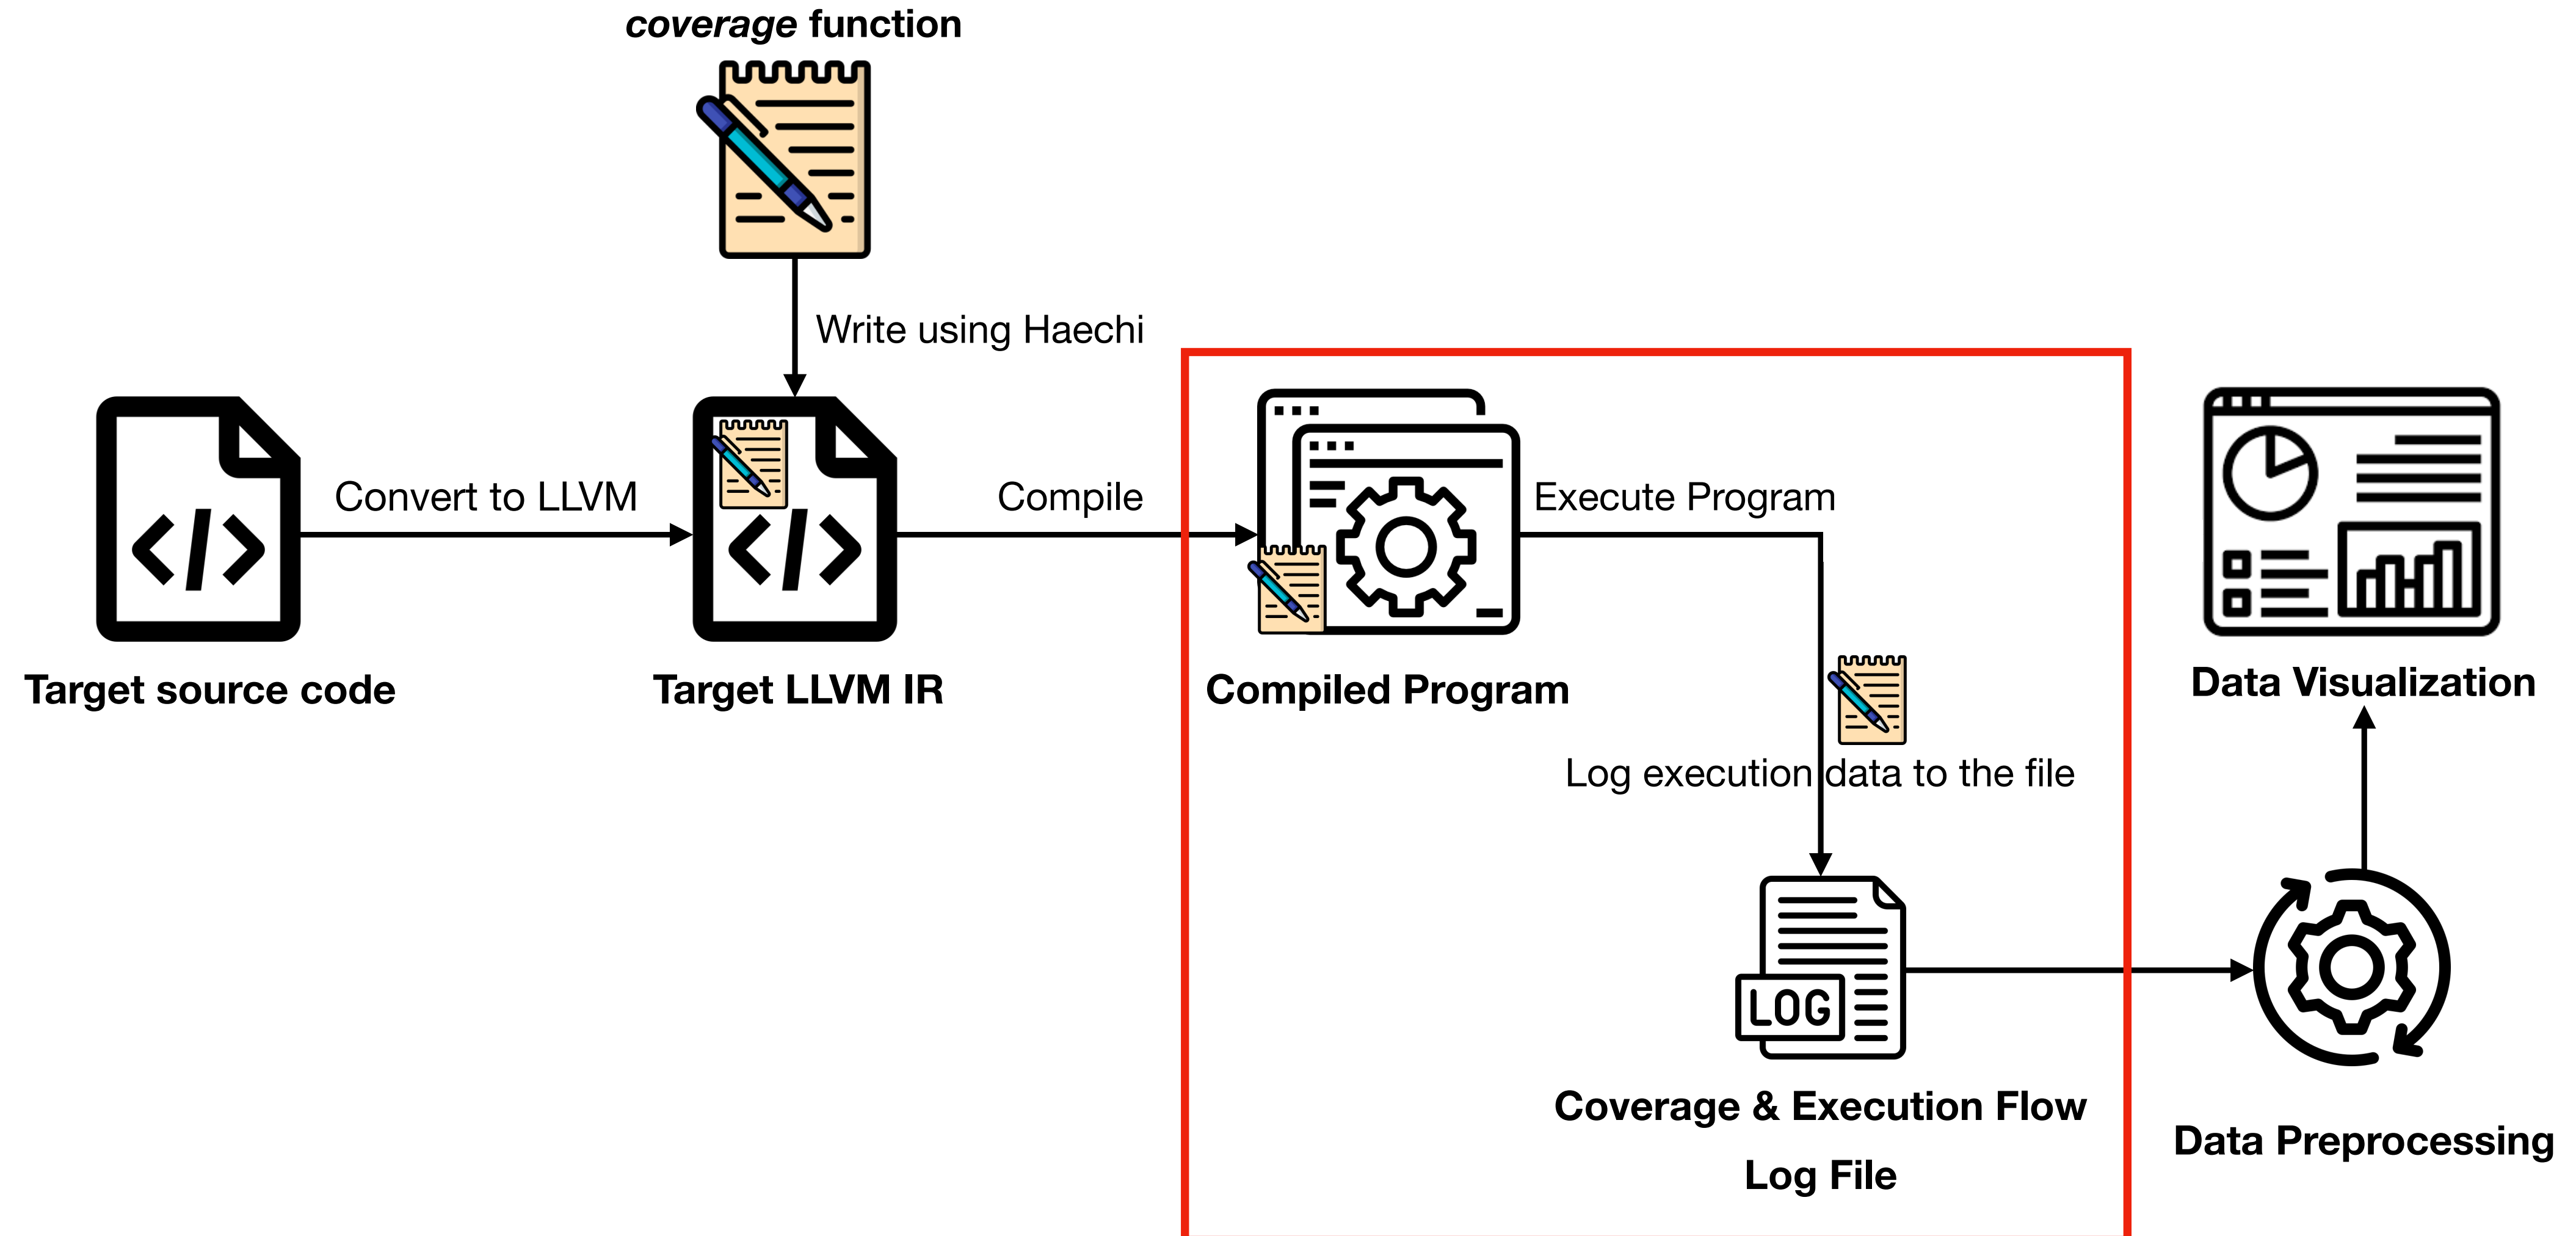 coverage function
Write using Haechi
Convert to LLVM
Compile
Execute Program
Target source code
Target LLVM IR
Compiled Program
Data Visualization
Log execution data to the file
LOG
Coverage & Execution Flow
Log File
Data Preprocessing